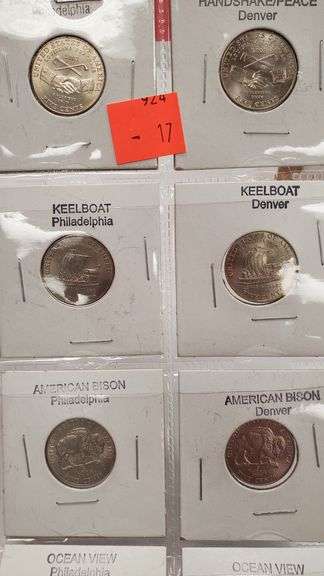 Philadelphia
HANDSHAKE/PEACE
Denver
924
- 17
KEELBOAT
Philadelphia
KEELBOAT
Denver
AMERICAN BISON
Philadelphia
AMERICAN BISON
Denver
OCEAN VIEW
Philadelphia
OCEAN VIEW